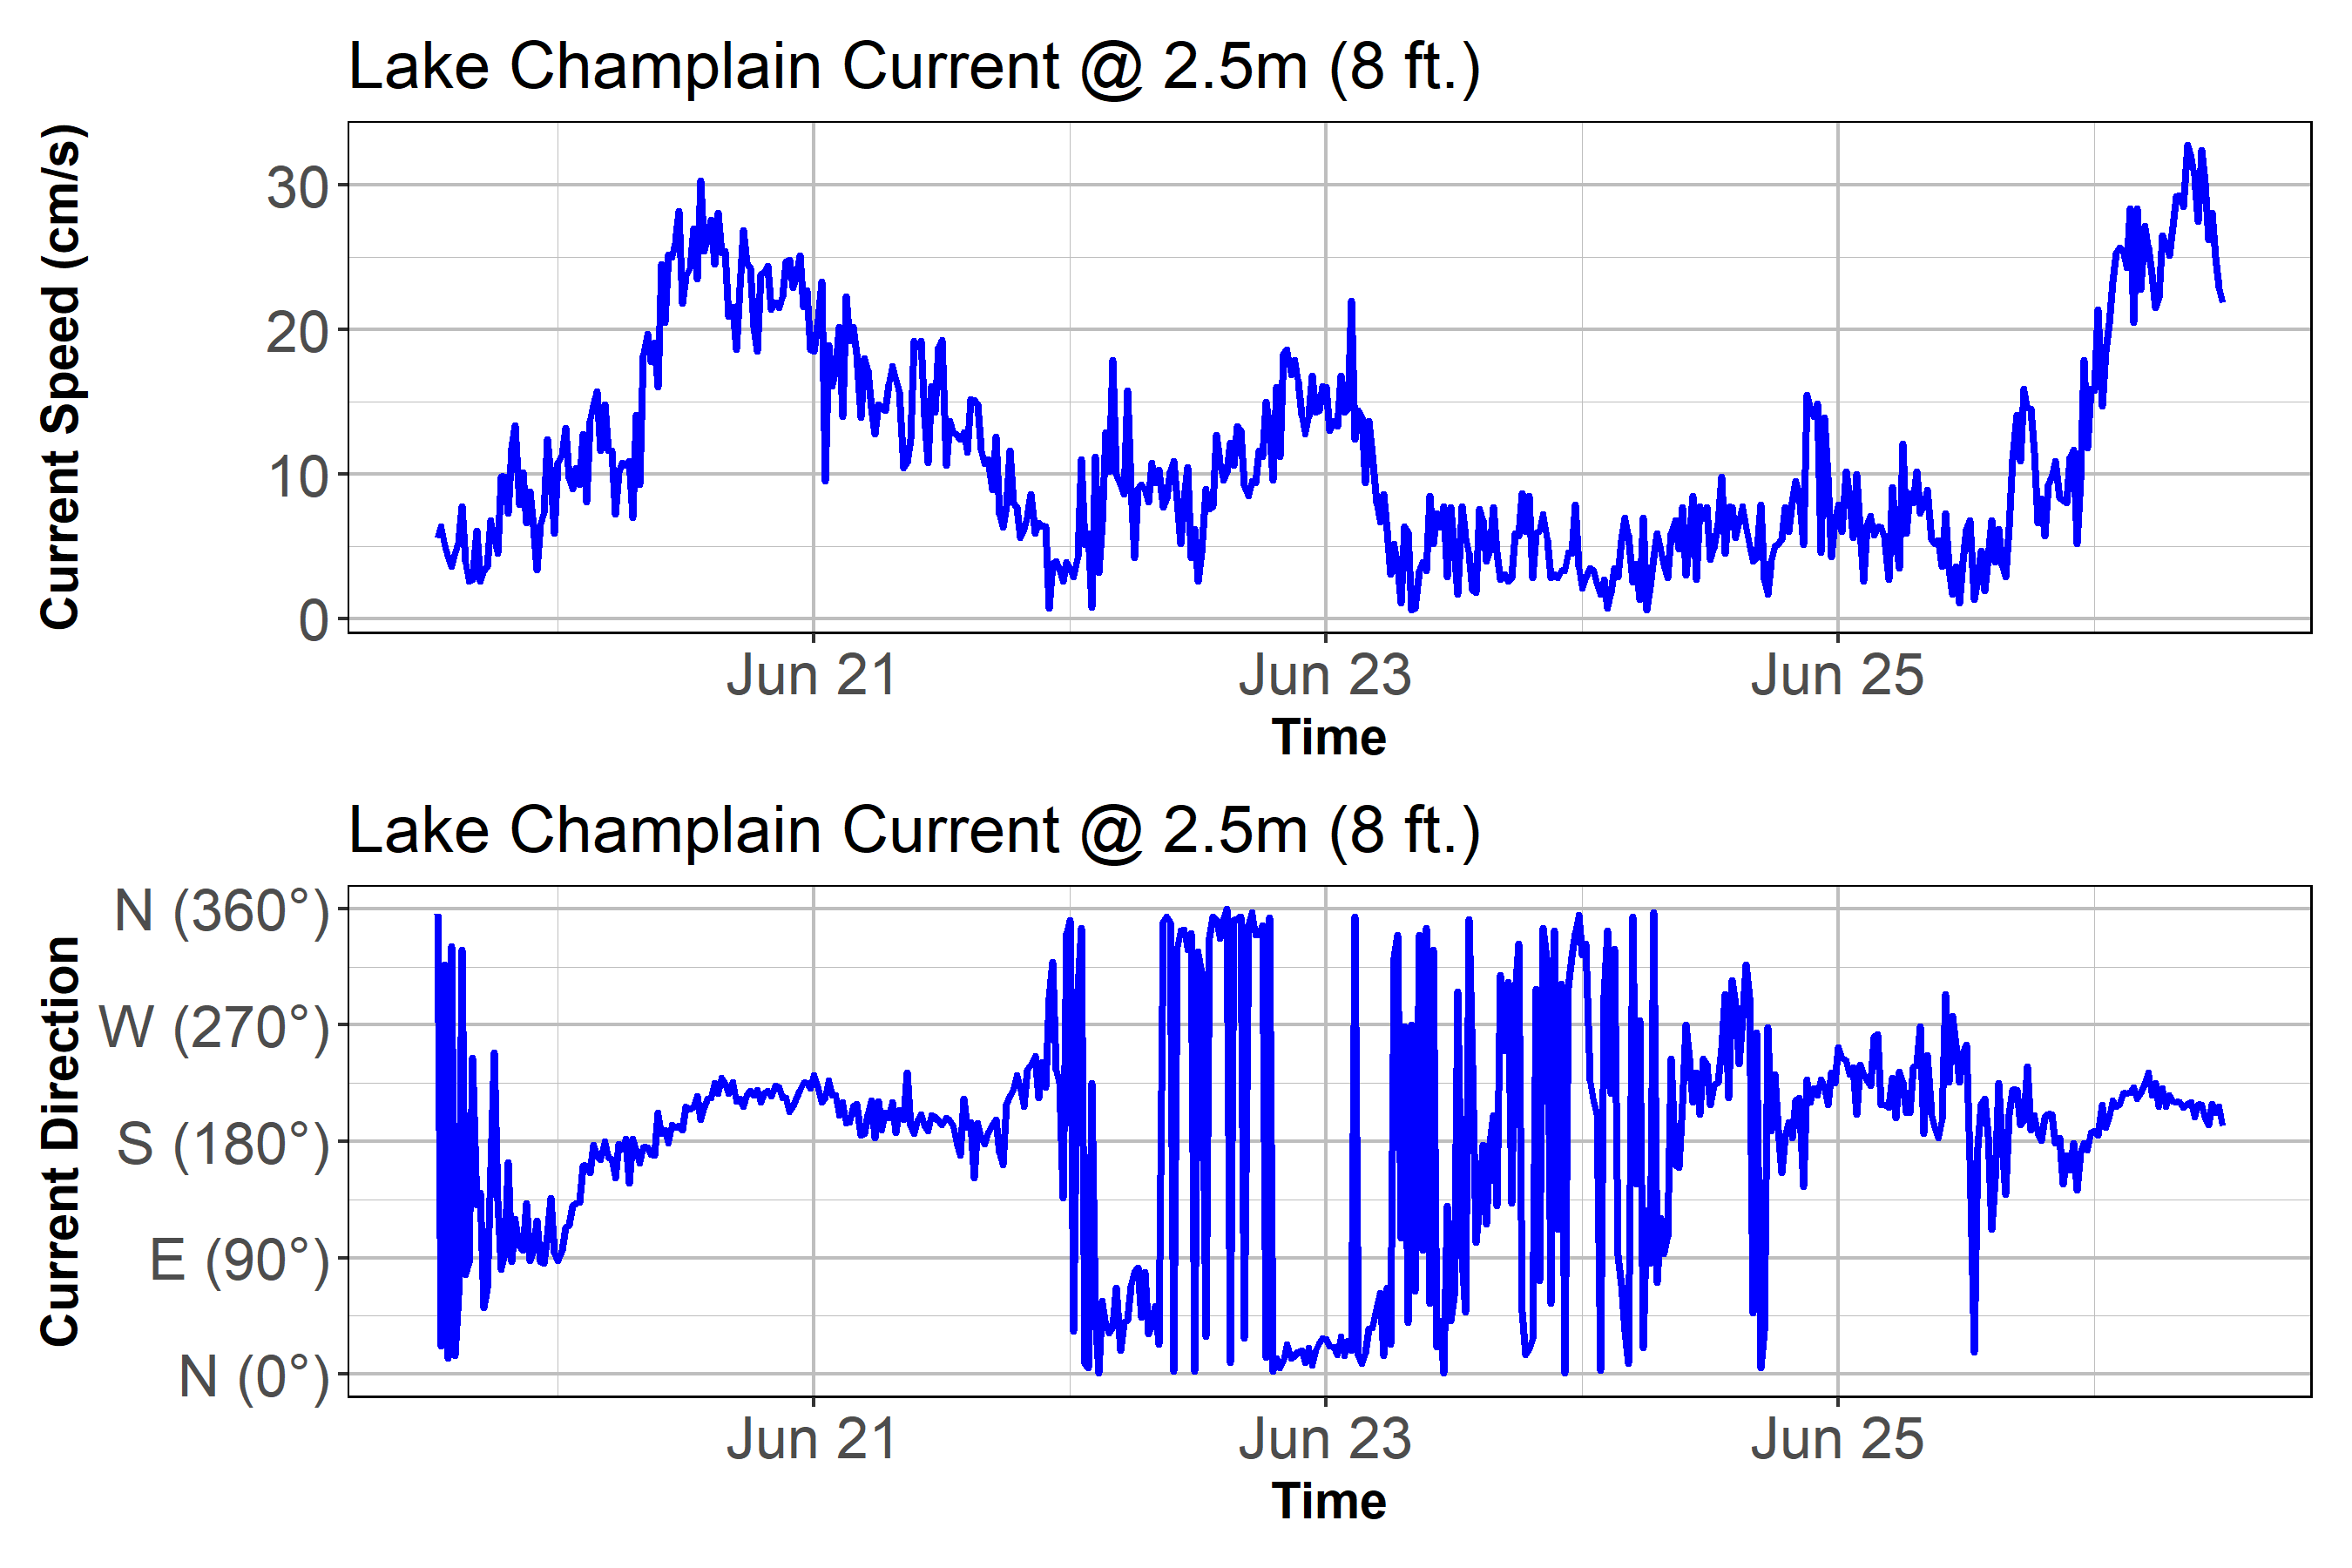 Lake Champlain Current @ 2.5m (8 ft.)
Current Speed (cm/s)
30
20
10
0
Jun 21 Jun 23 Jun 25
Time
Lake Champlain Current @ 2.5m (8 ft.)
Current Direction
N (360°)
W (270°)
S (180°)
E (90°)
N (0°)
Jun 21 Jun 23 Jun 25
Time